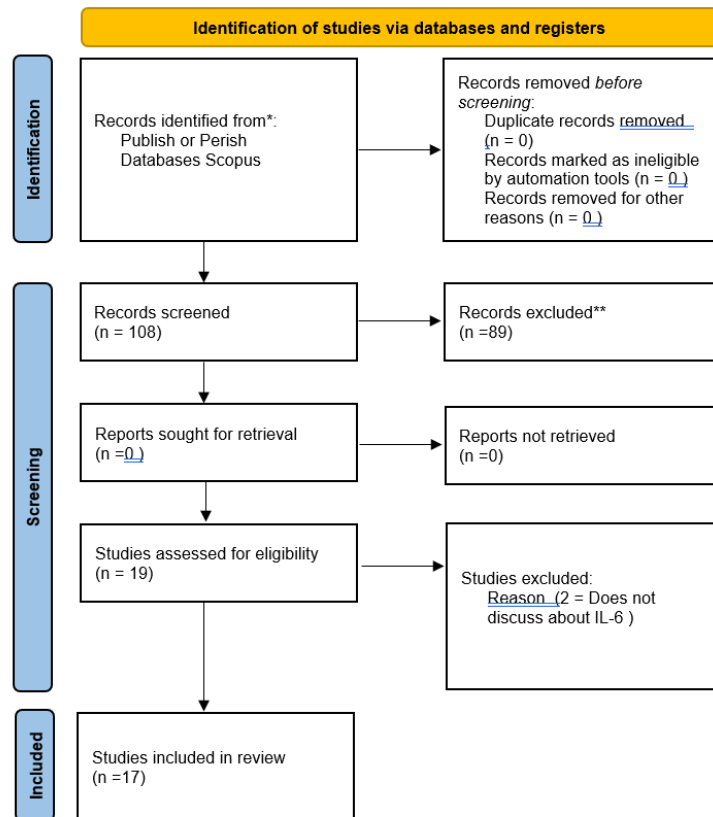 Identification of studies via databases and registers
Identification
Records identified from*:
Publish or Perish
Databases Scopus
Records removed before
screening:
Duplicate records removed
(n = 0)
Records marked as ineligible
by automation tools (n = 0 )
Records removed for other
reasons (n = 0 )
Screening
Records screened
(n = 108)
Records excluded**
(n =89)
Reports sought for retrieval
(n =0 )
Reports not retrieved
(n =0)
Studies assessed for eligibility
(n = 19)
Studies excluded:
Reason (2 = Does not
discuss about IL-6 )
Included
Studies included in review
(n =17)